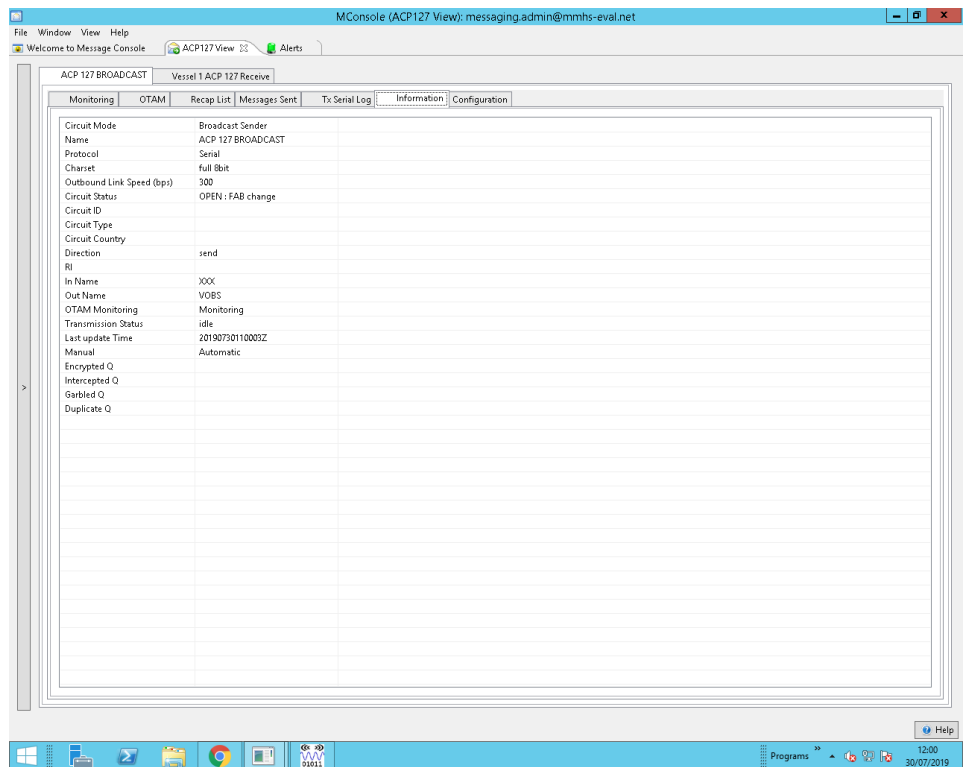 MConsole (ACP127 View): messaging.admin@mmhs-eval.net
File Window View Help
Welcome to Message Console ACP127 View Alerts
ACP 127 BROADCAST Vessel 1 ACP 127 Receive
Monitoring OTAM Recap List Messages Sent Tx Serial Log Information Configuration
Circuit Mode Broadcast Sender
Name ACP 127 BROADCAST
Protocol Serial
Charset full 8bit
Outbound Link Speed (bps) 300
Circuit Status OPEN : FAB change
Circuit ID
Circuit Type
Circuit Country
Direction send
RI
In Name XXX
Out Name VOBS
OTAM Monitoring Monitoring
Transmission Status idle
Last update Time 20190730110003Z
Manual Automatic
Encrypted Q
Intercepted Q
Garbled Q
Duplicate Q
>
Help
Programs » 12:00
01011 30/07/2019